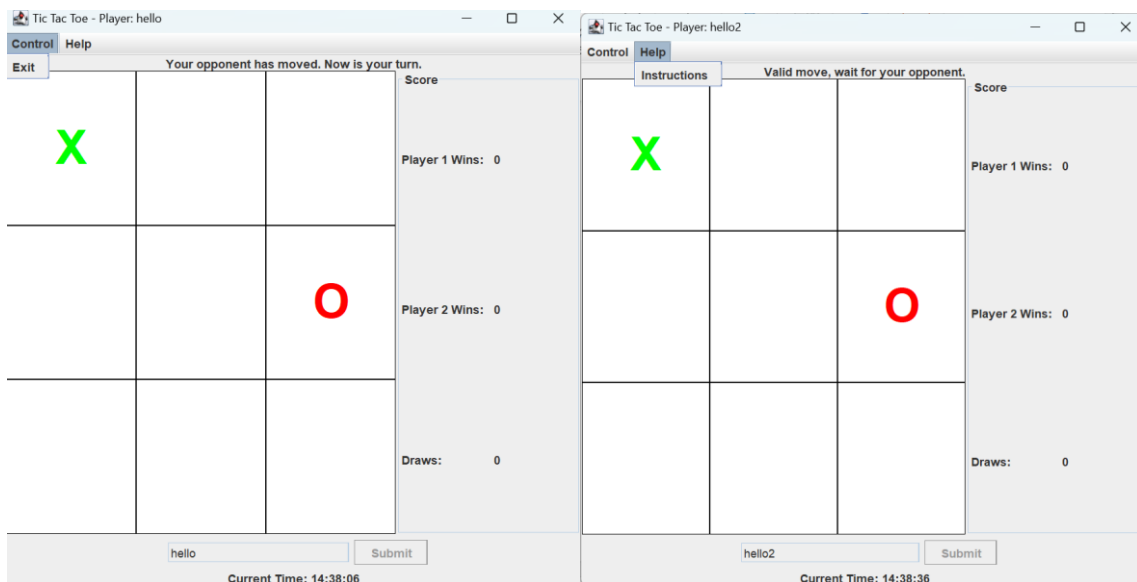 Tic Tac Toe - Player: hello
Control Help
Exit
Your opponent has moved. Now is your turn.
Score
X
Player 1 Wins: 0
O
Player 2 Wins: 0
Draws: 0
hello
Submit
Current Time: 14:38:06
Tic Tac Toe - Player: hello2
Control Help
Instructions
Valid move, wait for your opponent.
Score
X
Player 1 Wins: 0
O
Player 2 Wins: 0
Draws: 0
hello2
Submit
Current Time: 14:38:36